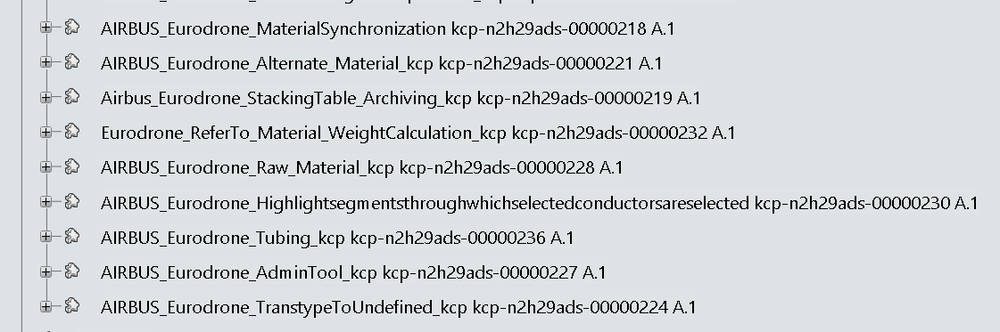 AIRBUS_Eurodrone_MaterialSynchronization kcp-n2h29ads-00000218 A.1
AIRBUS_Eurodrone_Alternate_Material_kcp kcp-n2h29ads-00000221 A.1
Airbus_Eurodrone_StackingTable_Archiving_kcp kcp-n2h29ads-00000219 A.1
Eurodrone_ReferTo_Material_WeightCalculation_kcp kcp-n2h29ads-00000232 A.1
AIRBUS_Eurodrone_Raw_Material_kcp kcp-n2h29ads-00000228 A.1
AIRBUS_Eurodrone_Highlightsegmentsthroughwhichselectedconductorsareselected kcp-n2h29ads-00000230 A.1
AIRBUS_Eurodrone_Tubing_kcp kcp-n2h29ads-00000236 A.1
AIRBUS_Eurodrone_AdminTool_kcp kcp-n2h29ads-00000227 A.1
AIRBUS_Eurodrone_TranstypeToUndefined_kcp kcp-n2h29ads-00000224 A.1